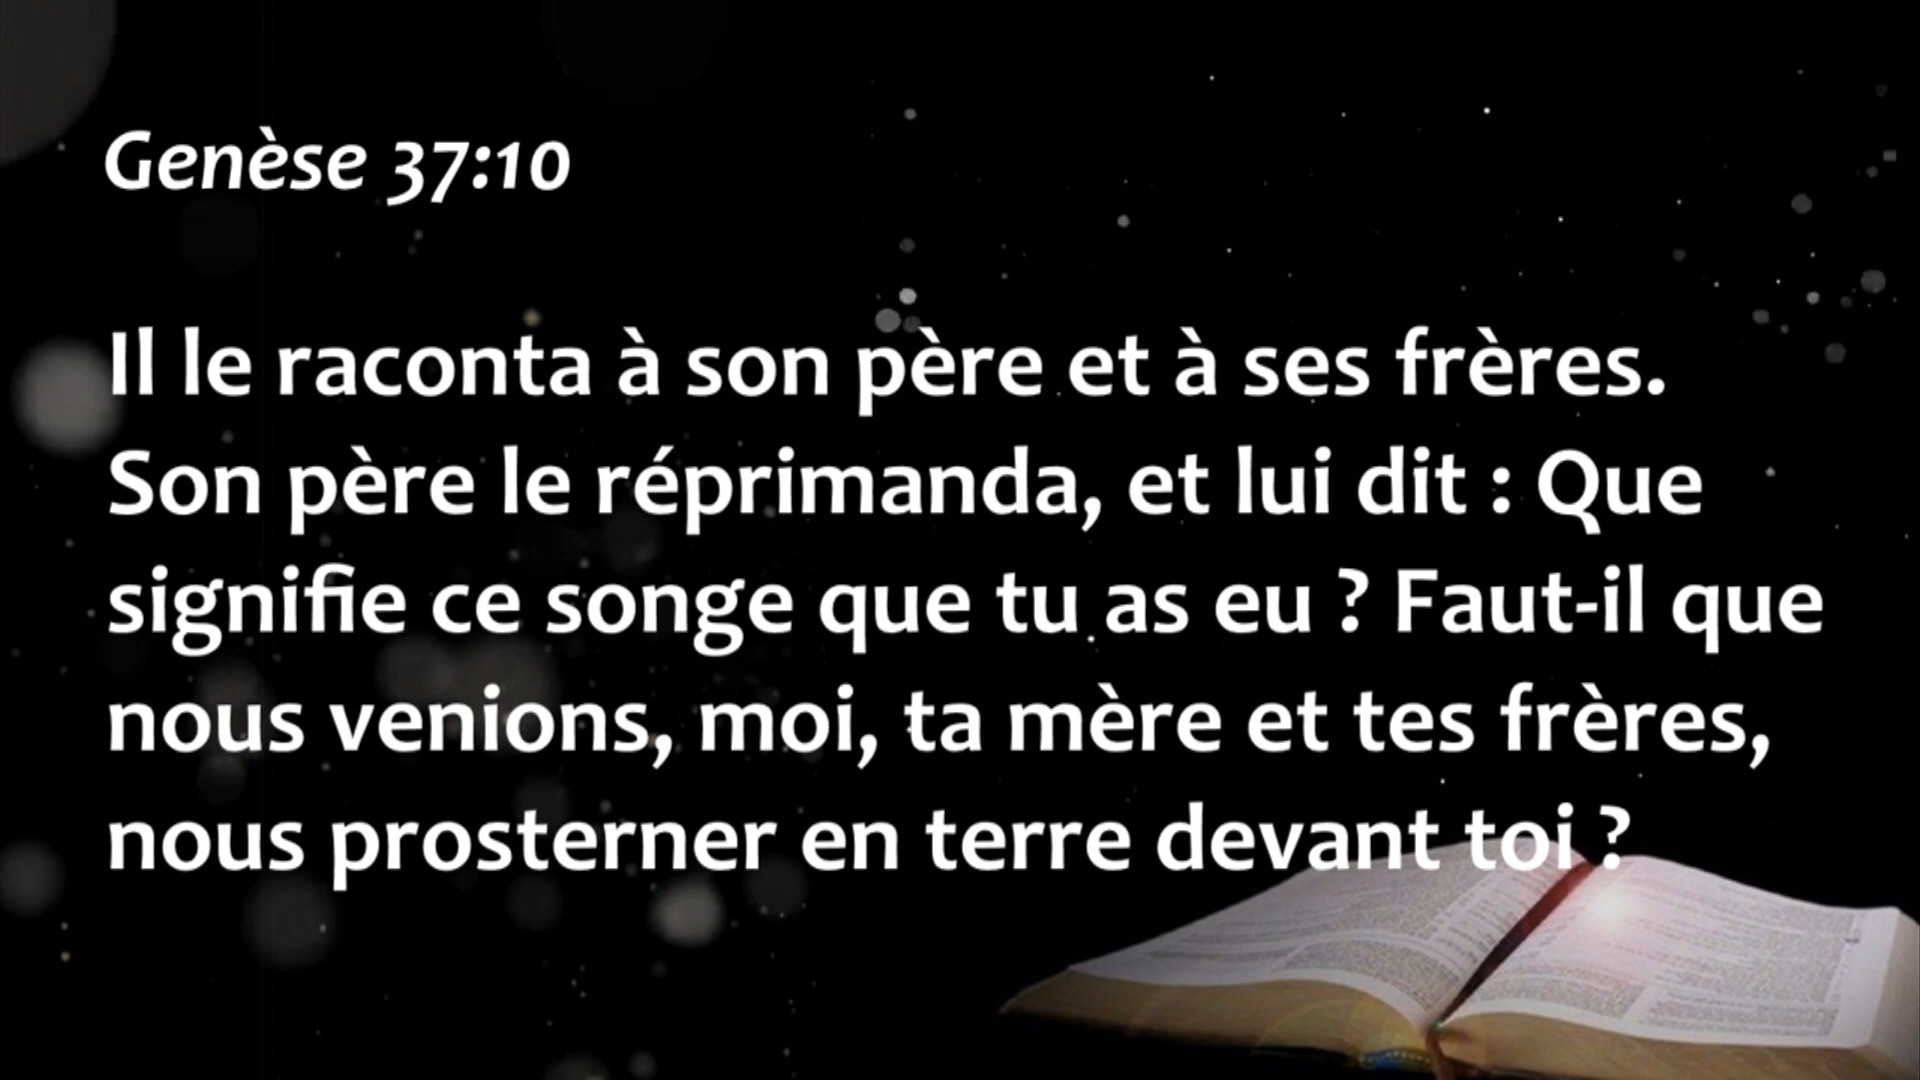 Genèse 37:10
Il le raconta à son père et à ses frères.
Son père le réprimanda, et lui dit : Que
signifie ce songe que tu as eu ? Faut-il que
nous venions, moi, ta mère et tes frères,
nous prosterner en terre devant toi ?